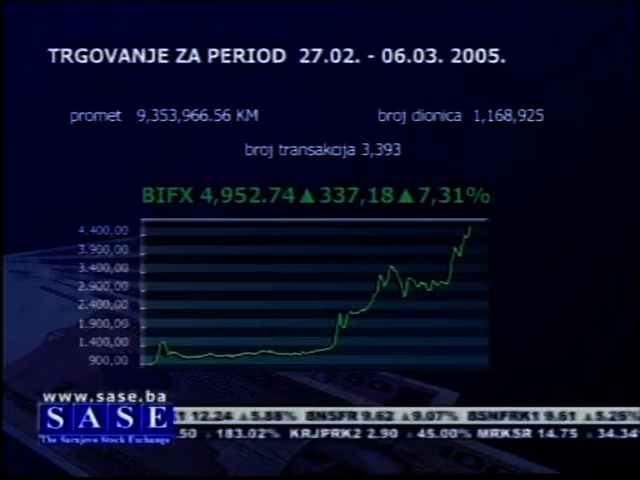 TRGOVANJE ZA PERIOD 27.02. - 06.03. 2005.
promet 9,353,966.56 KM broj dionica 1,168,925
broj transakcija 3,393
BIFX 4,952.74▲337,18▲7,31%
4.400,00
3.900,00
3.400,00
2.900,00
2.400,00
1.900,00
1.400,00
900,00
www.sase.ba
SASE
The Sarajevo Stock Exchange
1 12.24 ▲5.88% BNSFR 9.62 ▲9.07% BSNFRK1 9.61 ▲5.25%
.50 ▲ 183.02% KRJPRK2 2.90 ▲ 45.00% MRKSR 14.75 ▲ 34.34